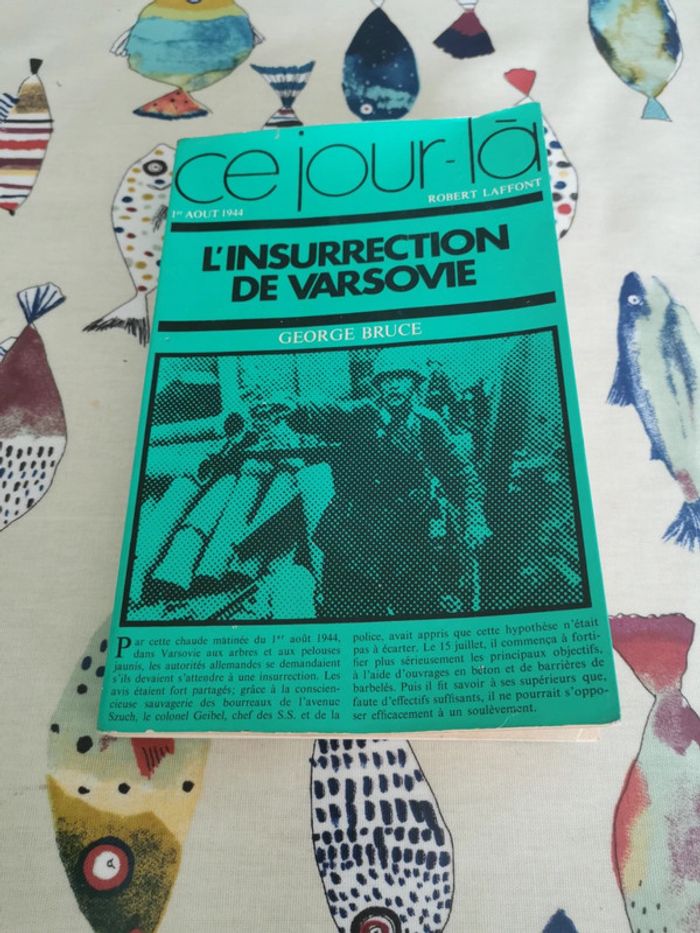 ce jour-là
1er AOUT 1944
ROBERT LAFFONT
L'INSURRECTION
DE VARSOVIE
GEORGE BRUCE
Par cette chaude matinée du 1er août 1944,
dans Varsovie aux arbres et aux pelouses
jaunis, les autorités allemandes se demandaient
s'ils devaient s'attendre à une insurrection. Les
avis étaient fort partagés; grâce à la conscien-
cieuse sauvagerie des bourreaux de l'avenue
Szuch, le colonel Geibel, chef des S.S. et de la
police, avait appris que cette hypothèse n'était
pas à écarter. Le 15 juillet, il commença à forti-
fier plus sérieusement les principaux objectifs,
à l'aide d'ouvrages en béton et de barrières de
barbelés. Puis il fit savoir à ses supérieurs que,
faute d'effectifs suffisants, il ne pourrait s'oppo-
ser efficacement à un soulèvement.